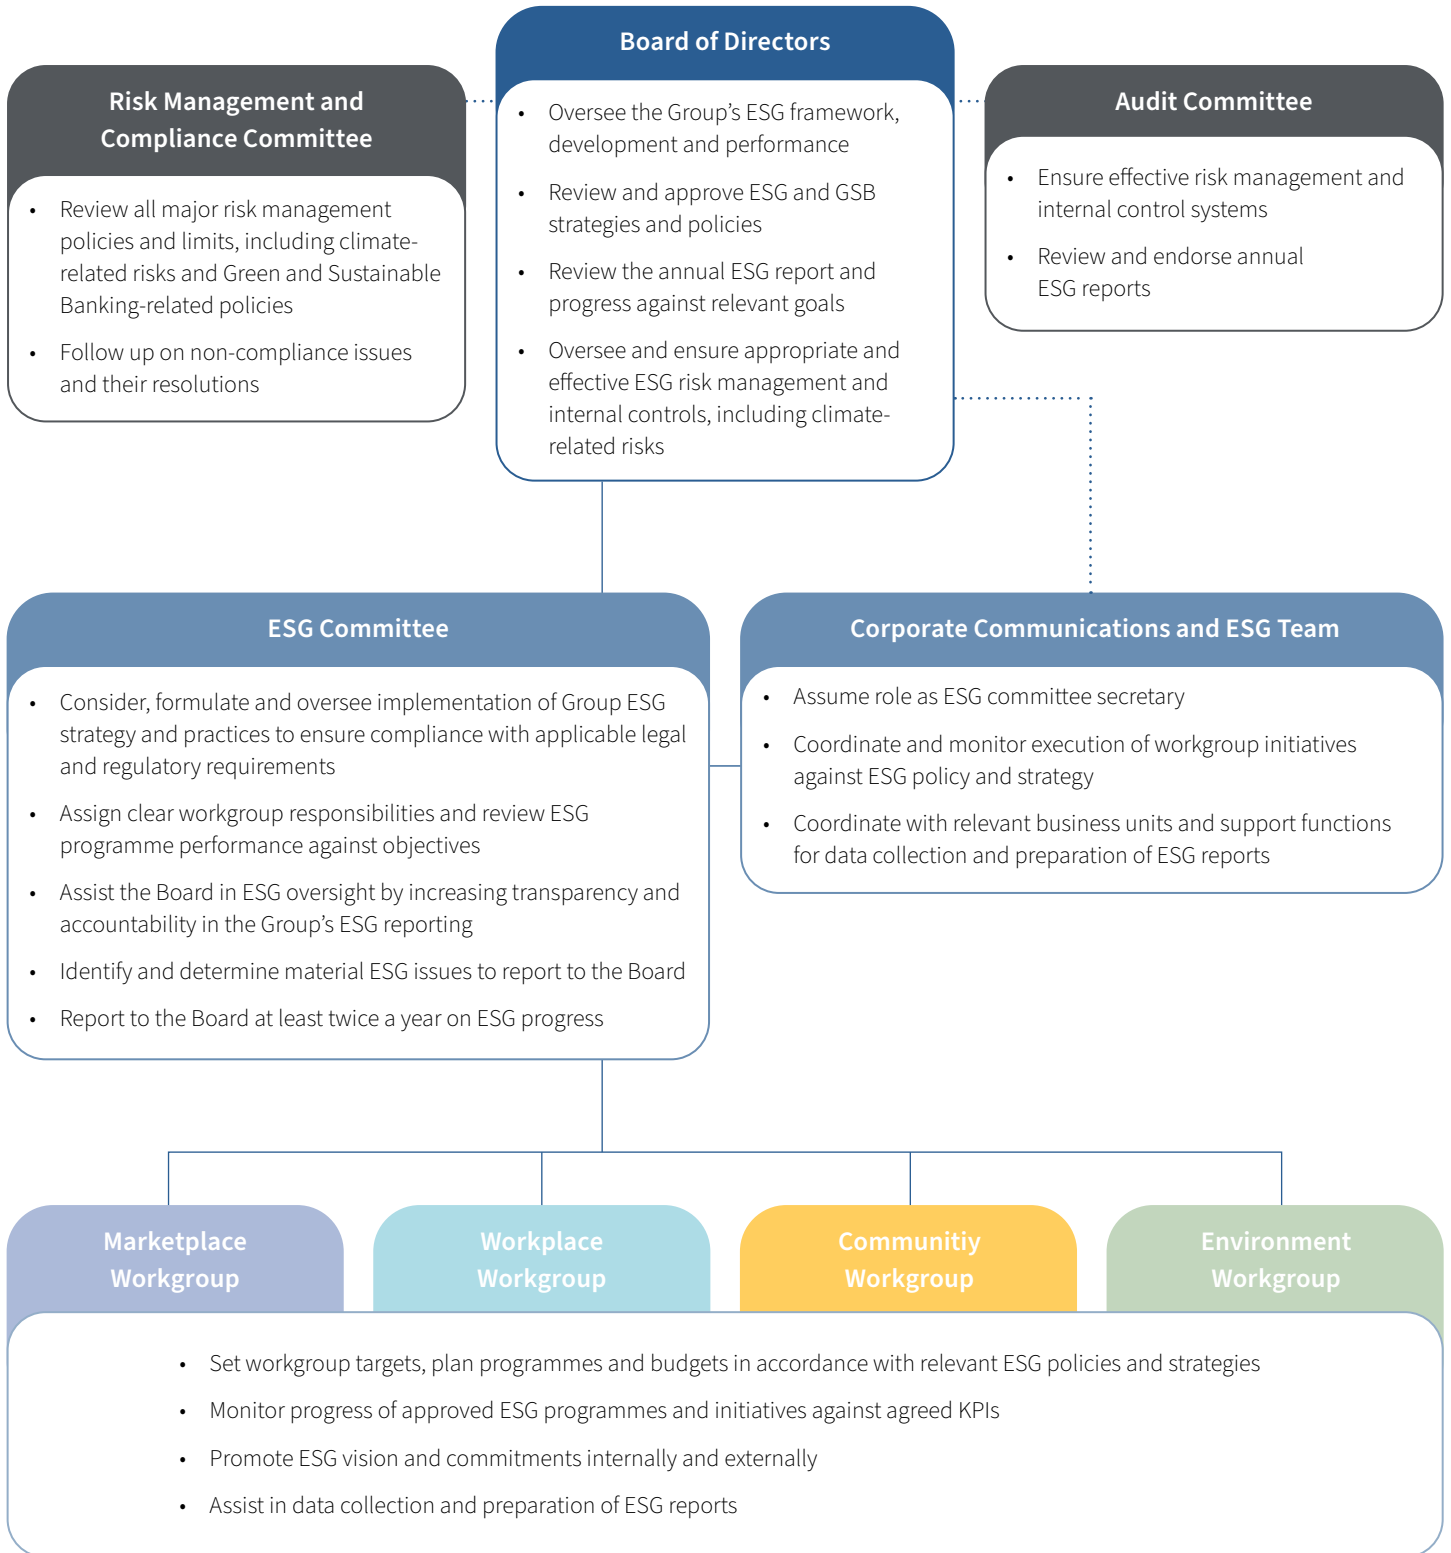 Board of Directors
• Oversee the Group’s ESG framework,
development and performance
• Review and approve ESG and GSB
strategies and policies
• Review the annual ESG report and
progress against relevant goals
• Oversee and ensure appropriate and
effective ESG risk management and
internal controls, including climate-
related risks
Risk Management and
Compliance Committee
• Review all major risk management
policies and limits, including climate-
related risks and Green and Sustainable
Banking-related policies
• Follow up on non-compliance issues
and their resolutions
Audit Committee
• Ensure effective risk management and
internal control systems
• Review and endorse annual
ESG reports
ESG Committee
• Consider, formulate and oversee implementation of Group ESG
strategy and practices to ensure compliance with applicable legal
and regulatory requirements
• Assign clear workgroup responsibilities and review ESG
programme performance against objectives
• Assist the Board in ESG oversight by increasing transparency and
accountability in the Group’s ESG reporting
• Identify and determine material ESG issues to report to the Board
• Report to the Board at least twice a year on ESG progress
Corporate Communications and ESG Team
• Assume role as ESG committee secretary
• Coordinate and monitor execution of workgroup initiatives
against ESG policy and strategy
• Coordinate with relevant business units and support functions
for data collection and preparation of ESG reports
Marketplace
Workgroup
Workplace
Workgroup
Communitiy
Workgroup
Environment
Workgroup
• Set workgroup targets, plan programmes and budgets in accordance with relevant ESG policies and strategies
• Monitor progress of approved ESG programmes and initiatives against agreed KPIs
• Promote ESG vision and commitments internally and externally
• Assist in data collection and preparation of ESG reports